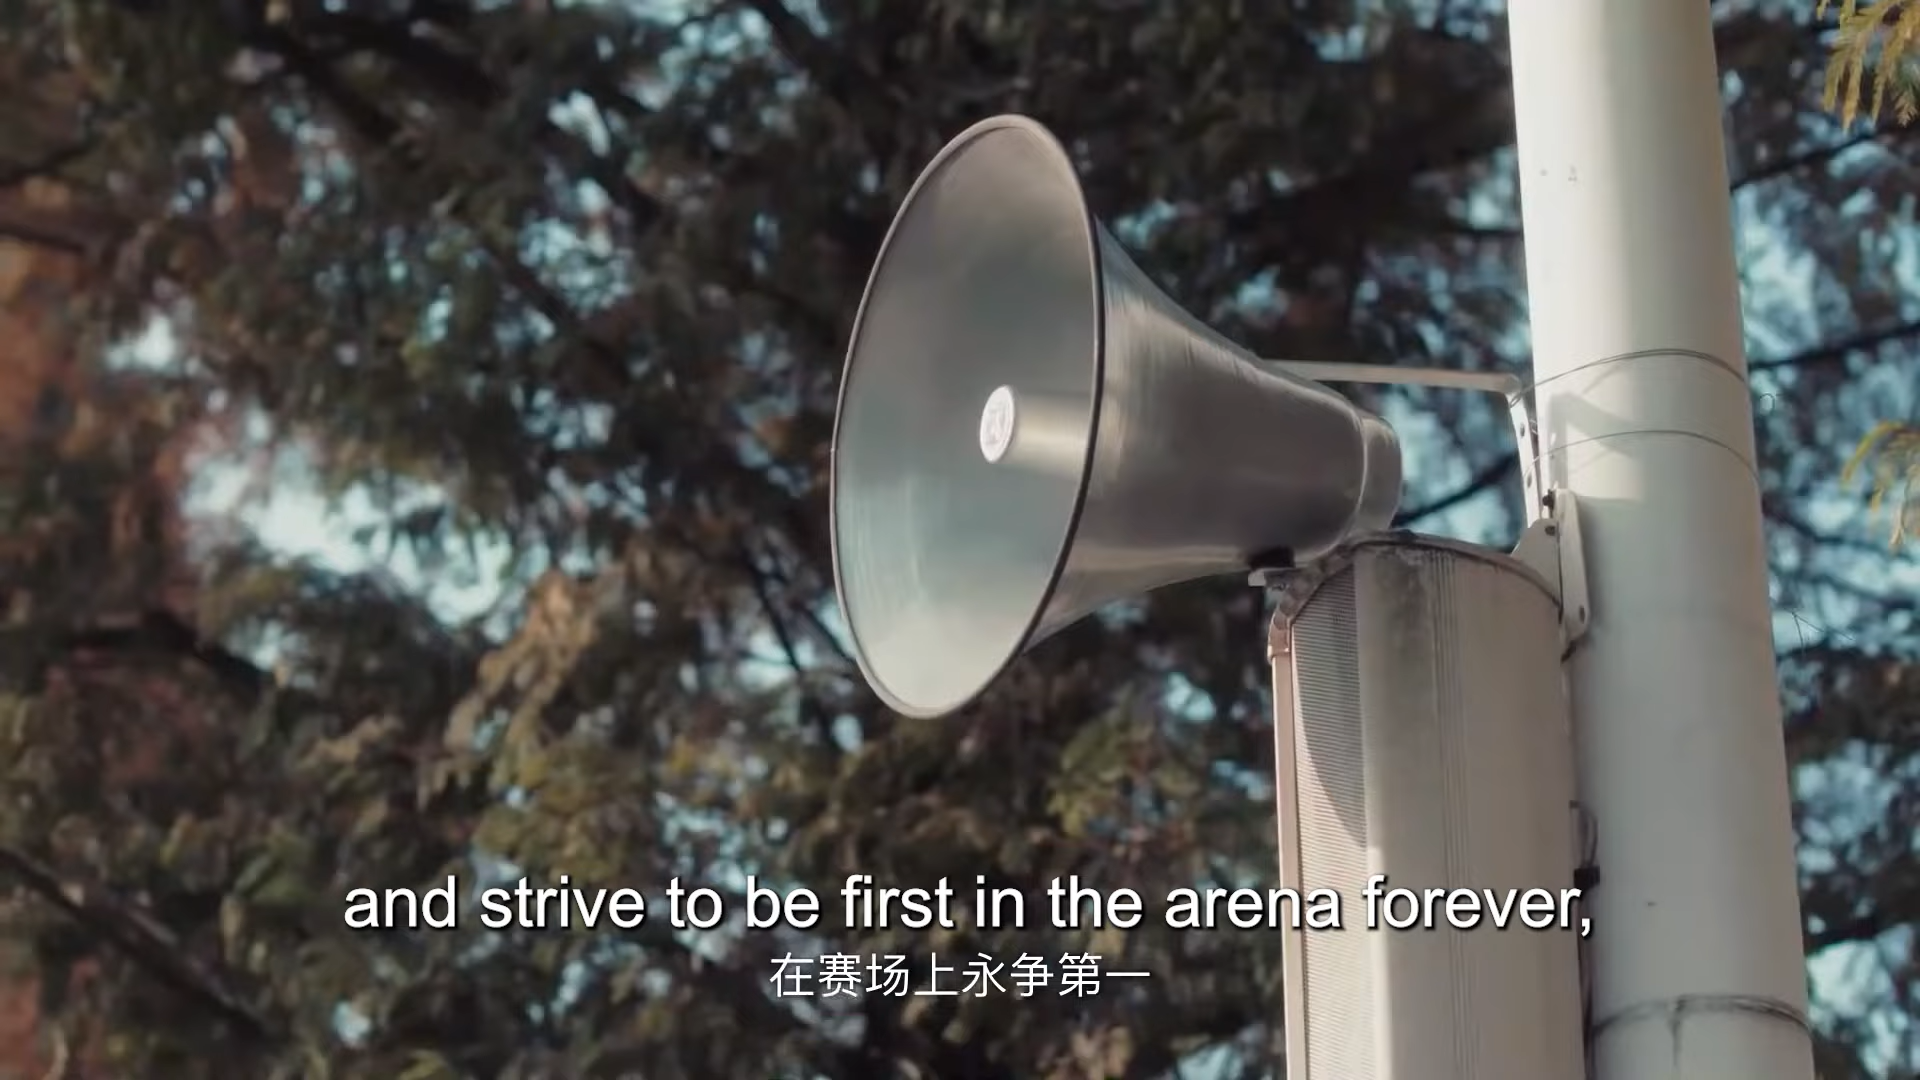 and strive to be first in the arena forever,
在赛场上永争第一